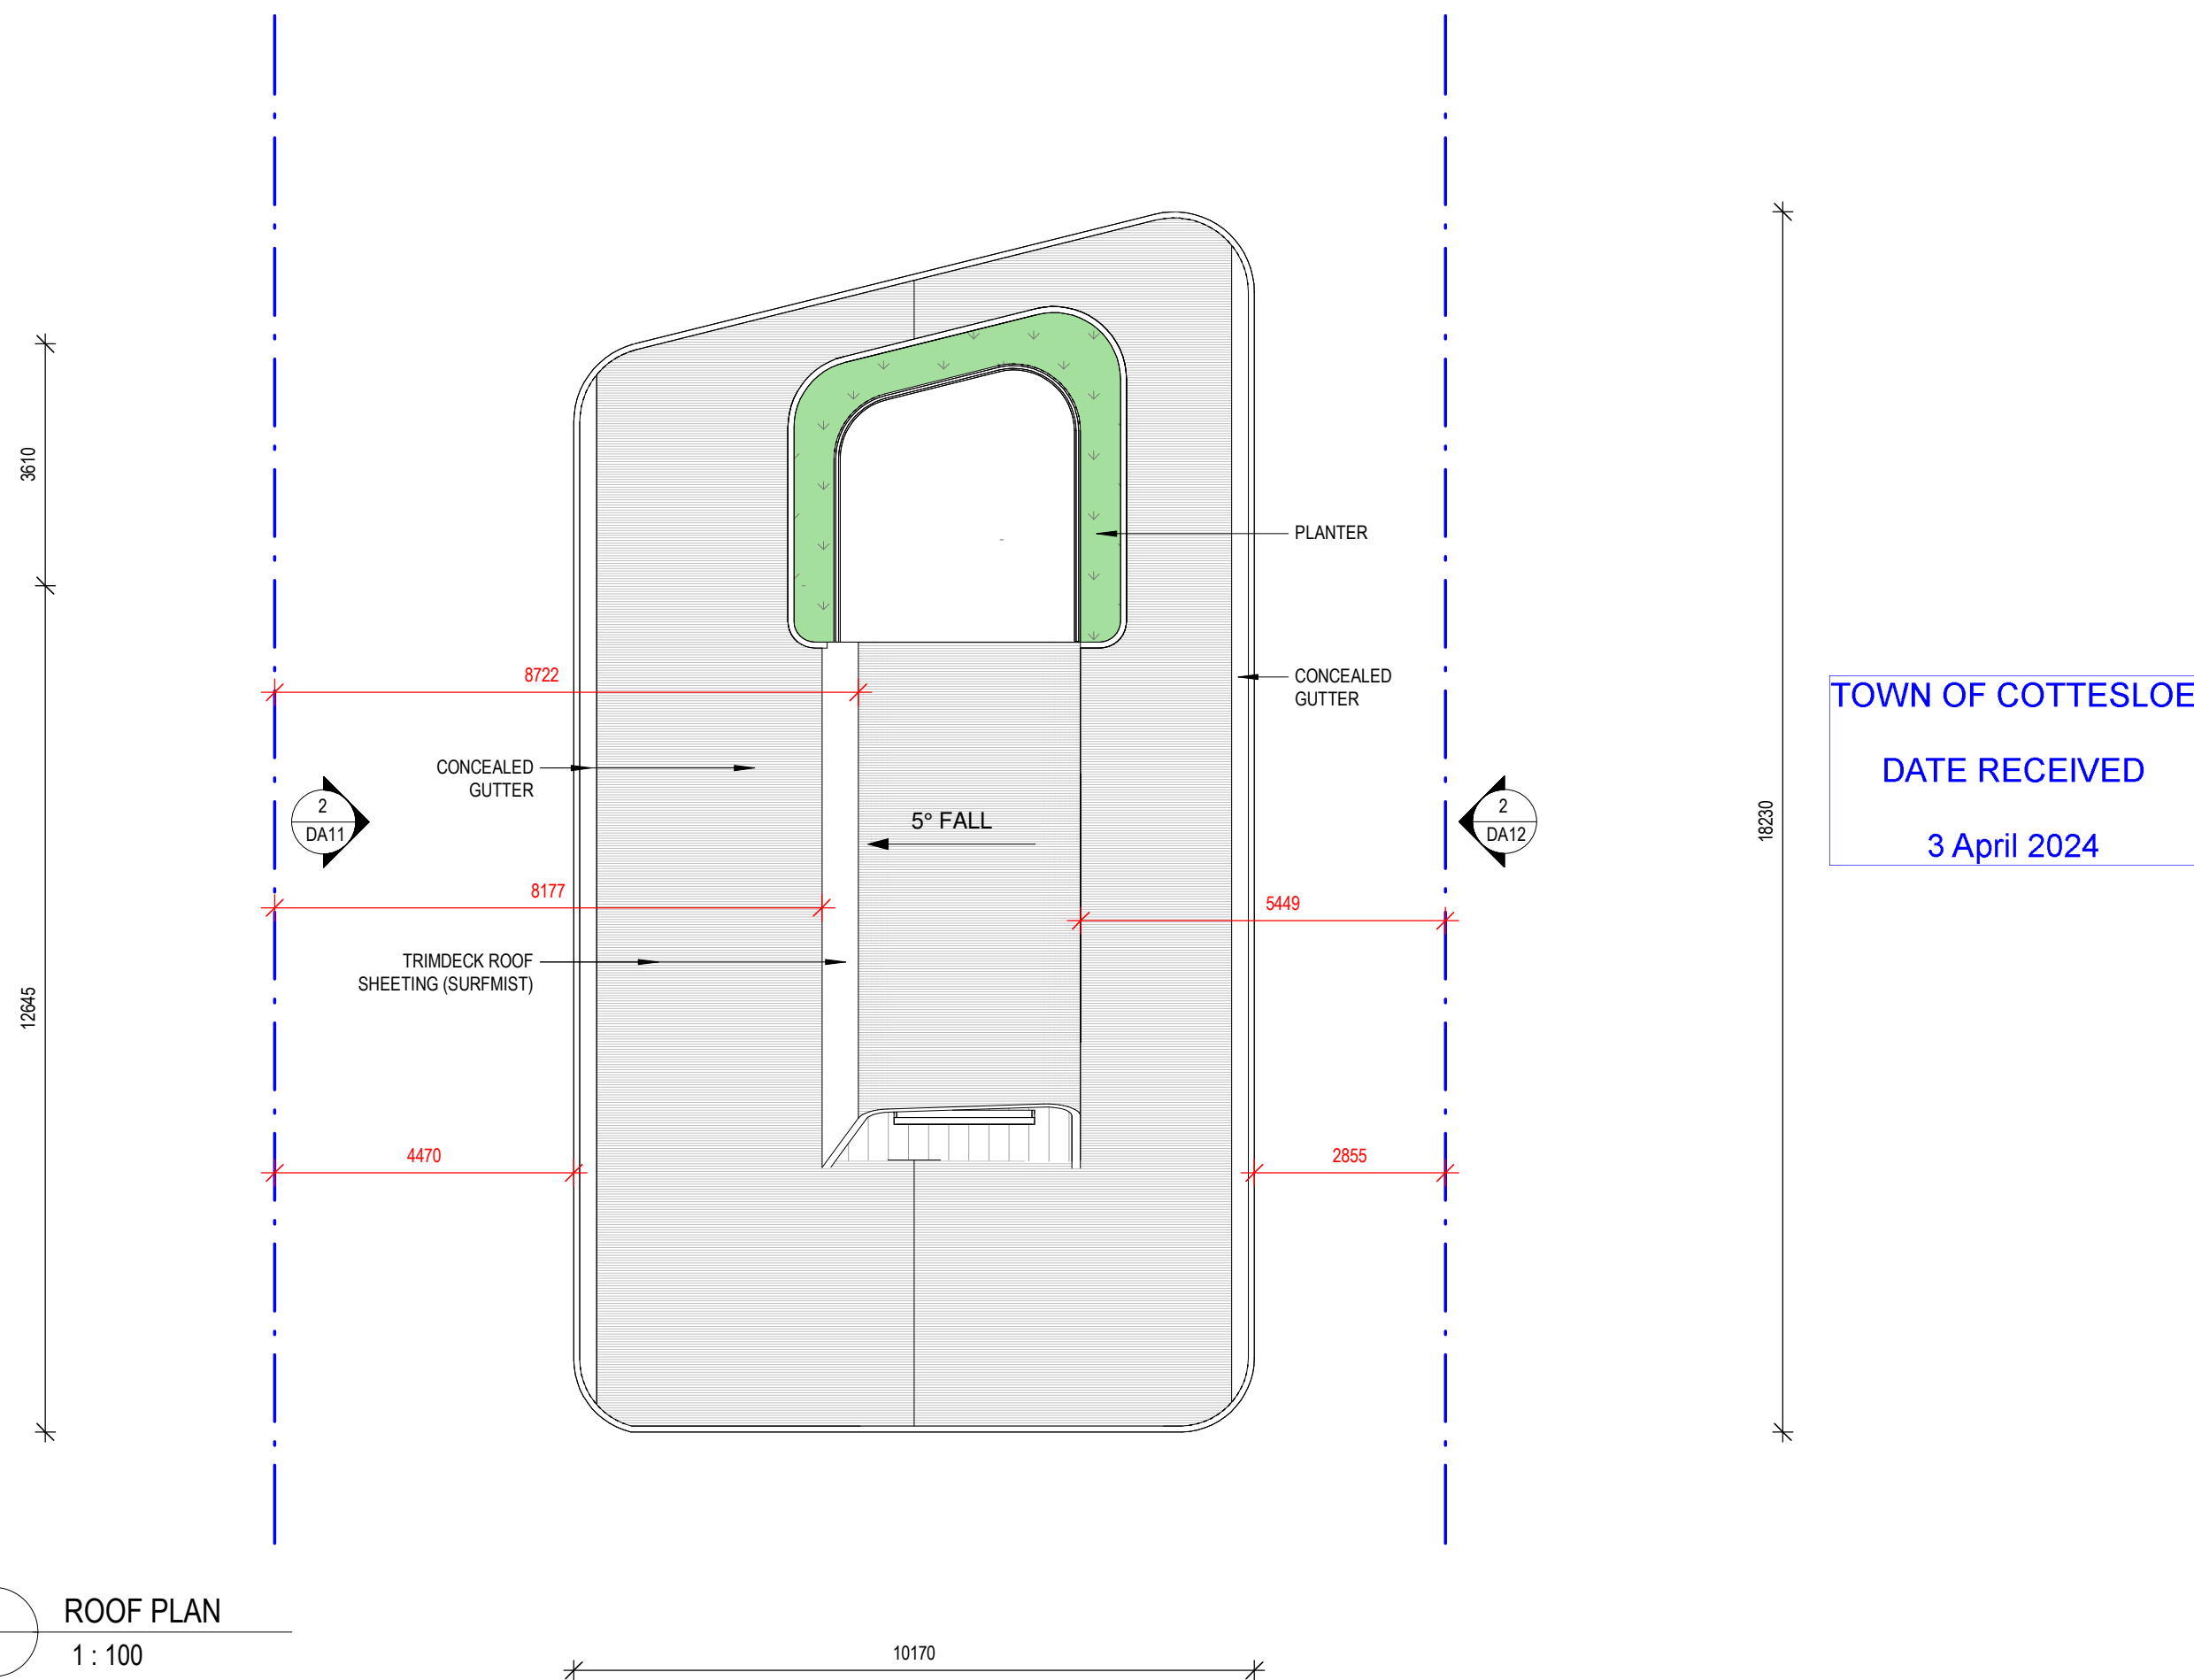 3610
PLANTER
8722
CONCEALED
GUTTER
TOWN OF COTTESLOE
DATE RECEIVED
3 April 2024
CONCEALED
GUTTER
2
DA11
5° FALL
2
DA12
18230
8177
5449
TRIMDECK ROOF
SHEETING (SURFMIST)
12645
4470
2855
ROOF PLAN
1 : 100
10170